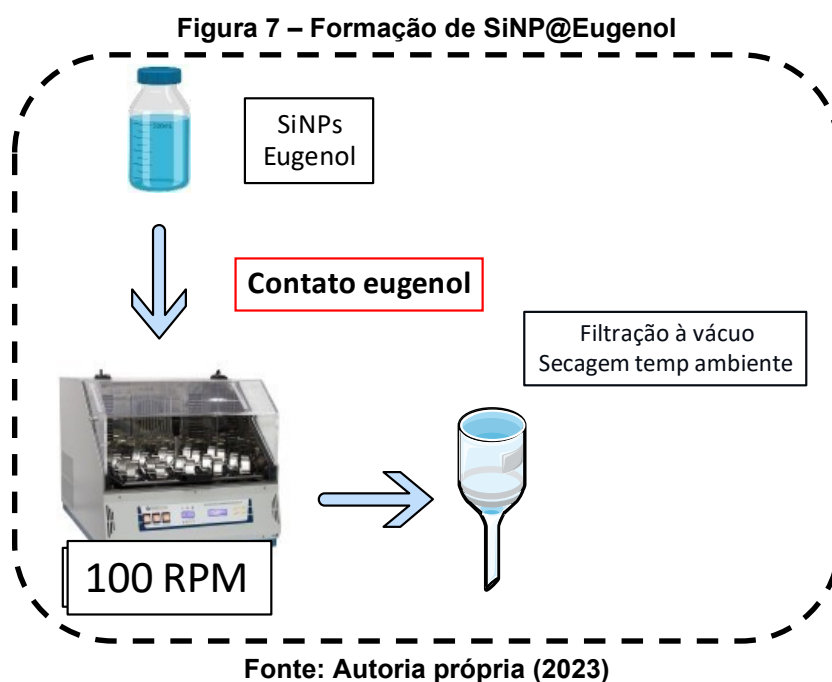 Figura 7 – Formação de SiNP@Eugenol
SiNPs
Eugenol
Contato eugenol
Filtração à vácuo
Secagem temp ambiente
100 RPM
Fonte: Autoria própria (2023)